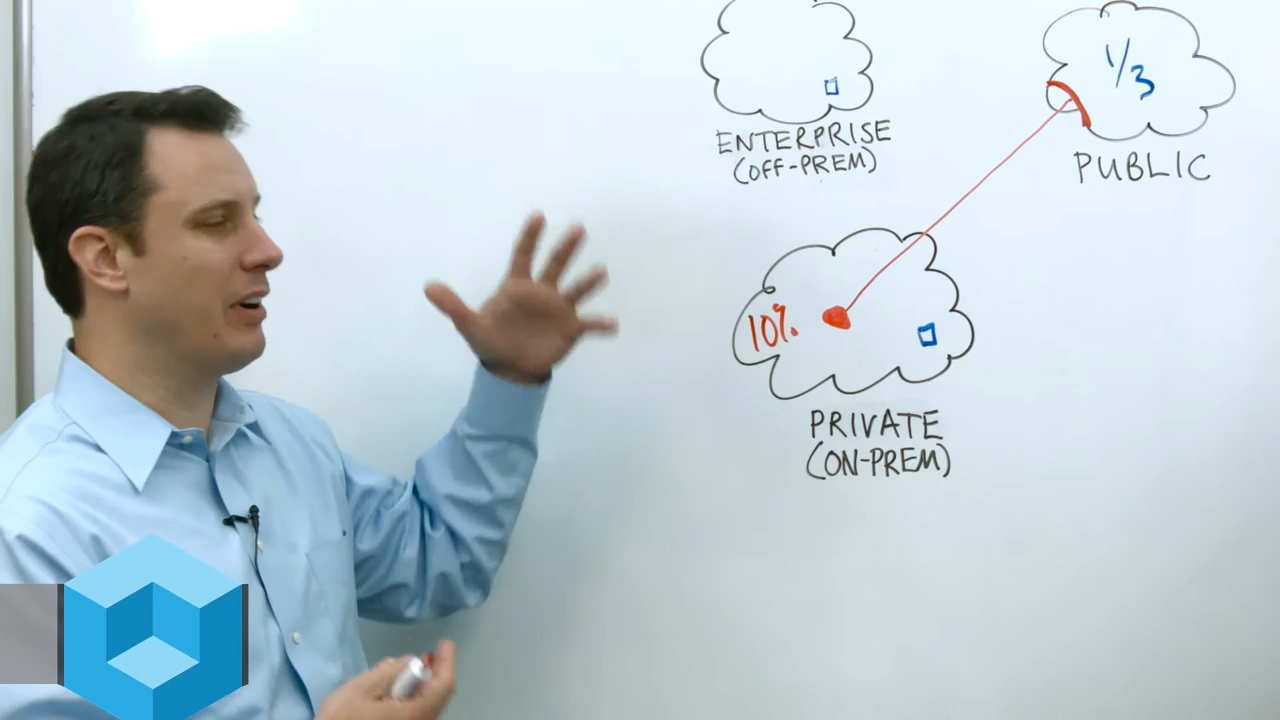 1/3
ENTERPRISE
(OFF-PREM)
PUBLIC
10%
PRIVATE
(ON-PREM)